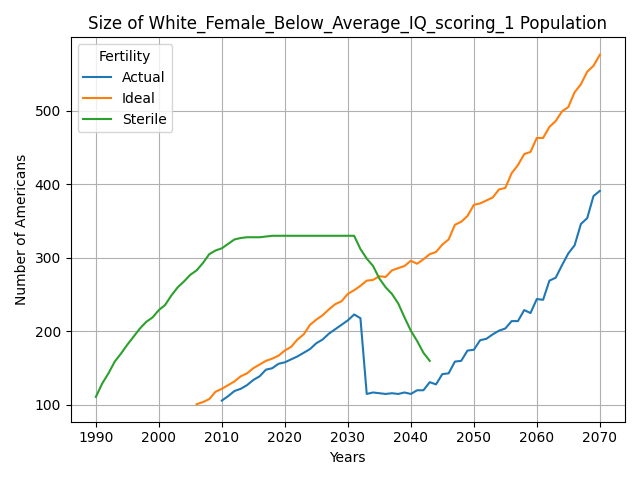 Size of White_Female_Below_Average_IQ_scoring_1 Population
Fertility
Actual
Ideal
Sterile
Number of Americans
500
400
300
200
100
1990 2000 2010 2020 2030 2040 2050 2060 2070
Years